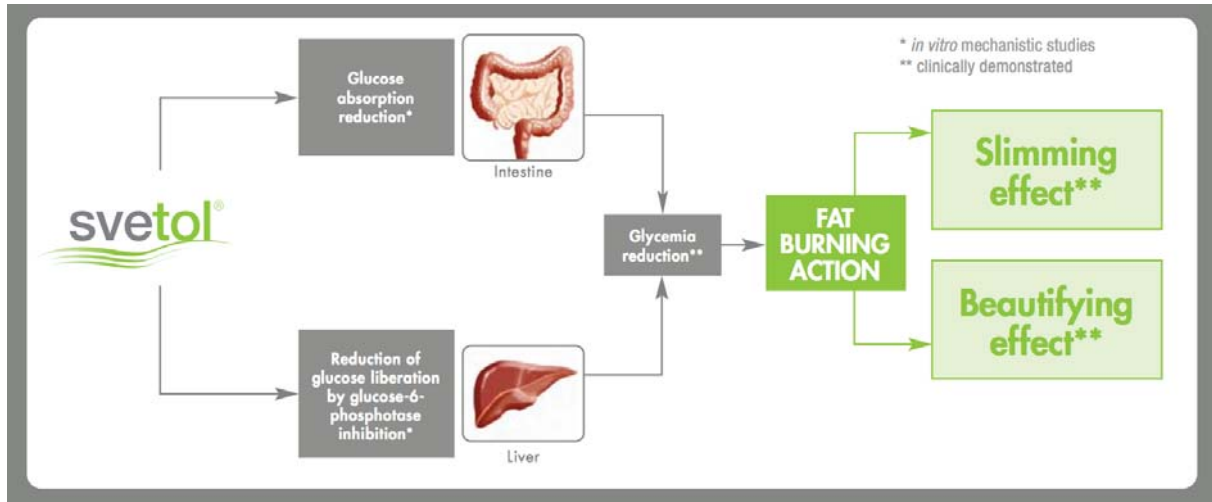 * in vitro mechanistic studies
** clinically demonstrated
Glucose
absorption
reduction*
Intestine
svetol®
Glycemia
reduction**
FAT
BURNING
ACTION
Slimming
effect**
Beautifying
effect**
Reduction of
glucose liberation
by glucose-6-
phosphotase
inhibition*
Liver